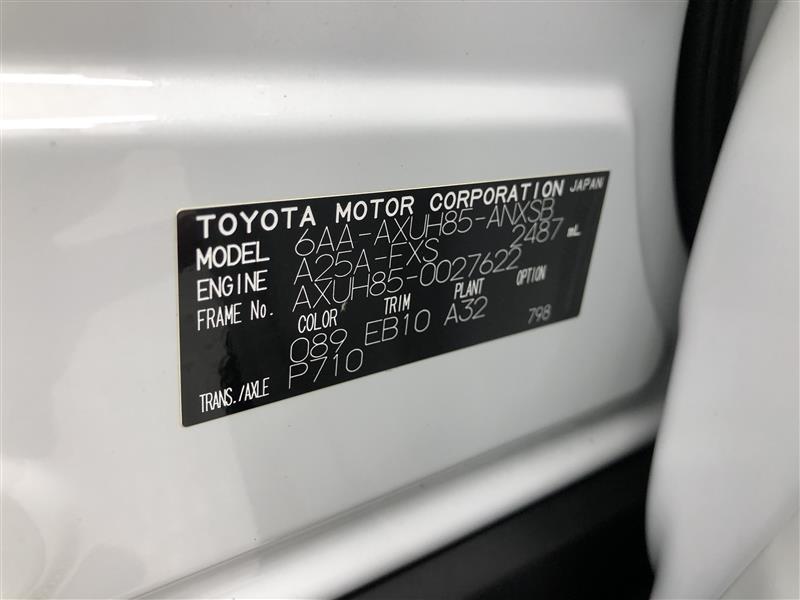 TOYOTA MOTOR CORPORATION JAPAN
MODEL 6AA-AXUH85-ANXSB
ENGINE A25A-FXS 2487 mL
FRAME No. AXUH85-0027622
COLOR TRIM PLANT OPTION
089 EB10 A32 798
TRANS./AXLE P710